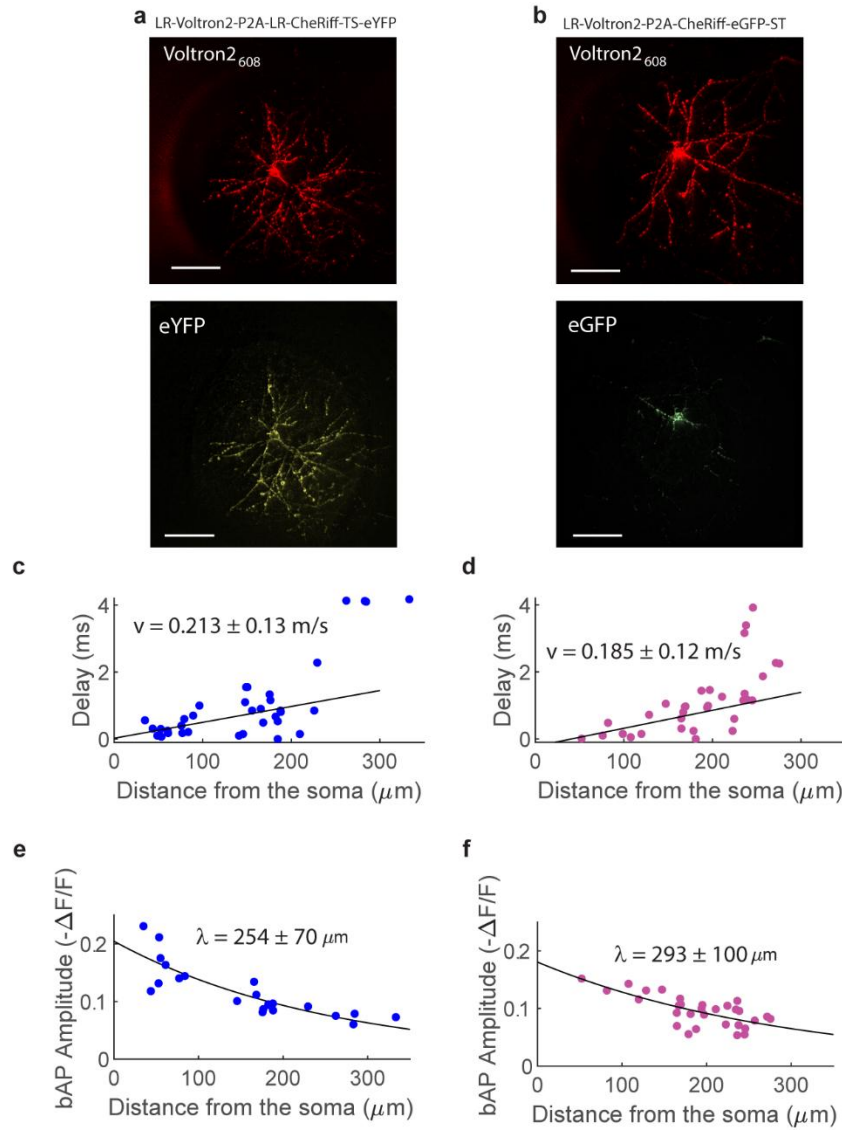 a
LR-Voltron2-P2A-LR-CheRiff-TS-eYFP
Voltron2₆₀₈
eYFP
b
LR-Voltron2-P2A-CheRiff-eGFP-ST
Voltron2₆₀₈
eGFP
c
Delay (ms)
4
2
0
v = 0.213 ± 0.13 m/s
0 100 200 300
Distance from the soma (μm)
d
Delay (ms)
4
2
0
v = 0.185 ± 0.12 m/s
0 100 200 300
Distance from the soma (μm)
e
bAP Amplitude (-ΔF/F)
0.2
0.1
0
λ = 254 ± 70 μm
0 100 200 300
Distance from the soma (μm)
f
bAP Amplitude (-ΔF/F)
0.2
0.1
0
λ = 293 ± 100 μm
0 100 200 300
Distance from the soma (μm)